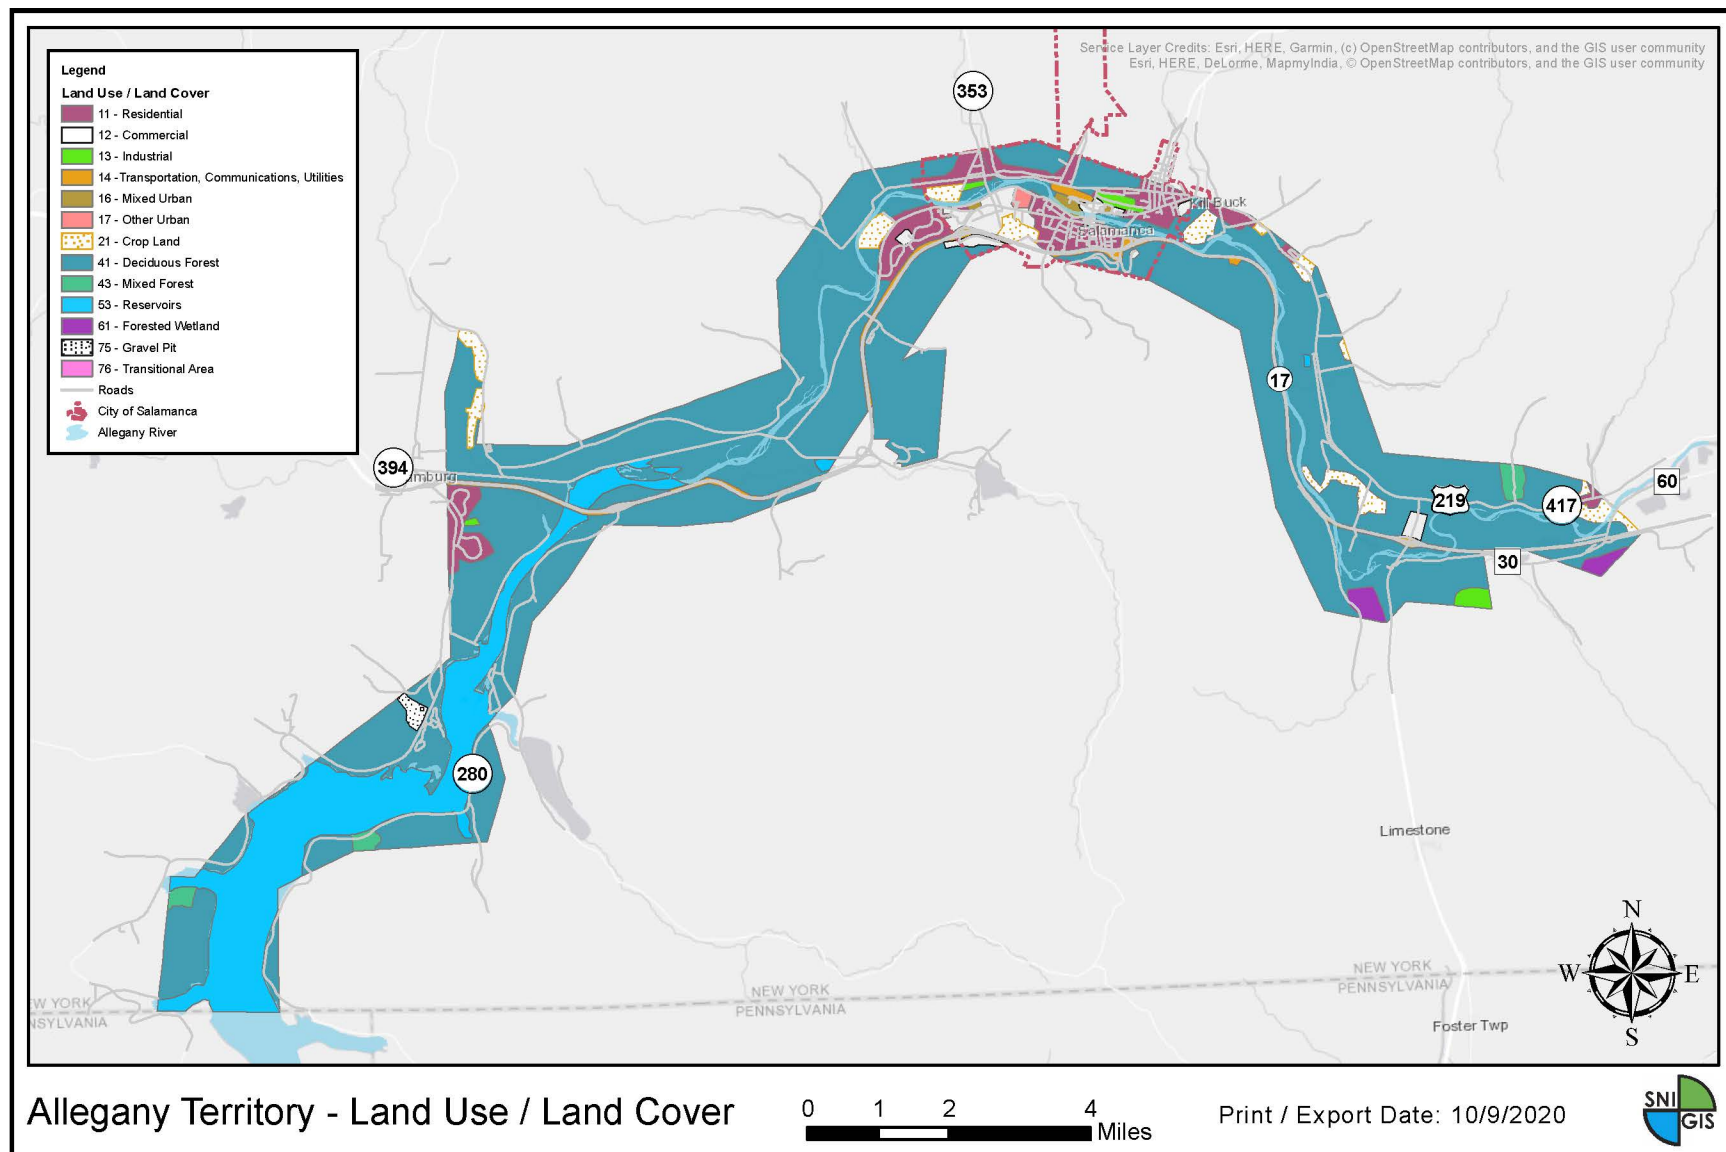 Service Layer Credits: Esri, HERE, Garmin, (c) OpenStreetMap contributors, and the GIS user community
Esri, HERE, DeLorme, MapmyIndia, © OpenStreetMap contributors, and the GIS user community
Legend
Land Use / Land Cover
11 - Residential
12 - Commercial
13 - Industrial
14 - Transportation, Communications, Utilities
16 - Mixed Urban
17 - Other Urban
21 - Crop Land
41 - Deciduous Forest
43 - Mixed Forest
53 - Reservoirs
61 - Forested Wetland
75 - Gravel Pit
76 - Transitional Area
Roads
City of Salamanca
Allegany River
353
Kill Buck
Salamanca
17
394
mburg
219
417
60
30
280
Limestone
N
W
E
S
NEW YORK
PENNSYLVANIA
NEW YORK
PENNSYLVANIA
EW YORK
NSYLVANIA
Foster Twp
Allegany Territory - Land Use / Land Cover
0 1 2 4
Miles
Print / Export Date: 10/9/2020
SNI
GIS